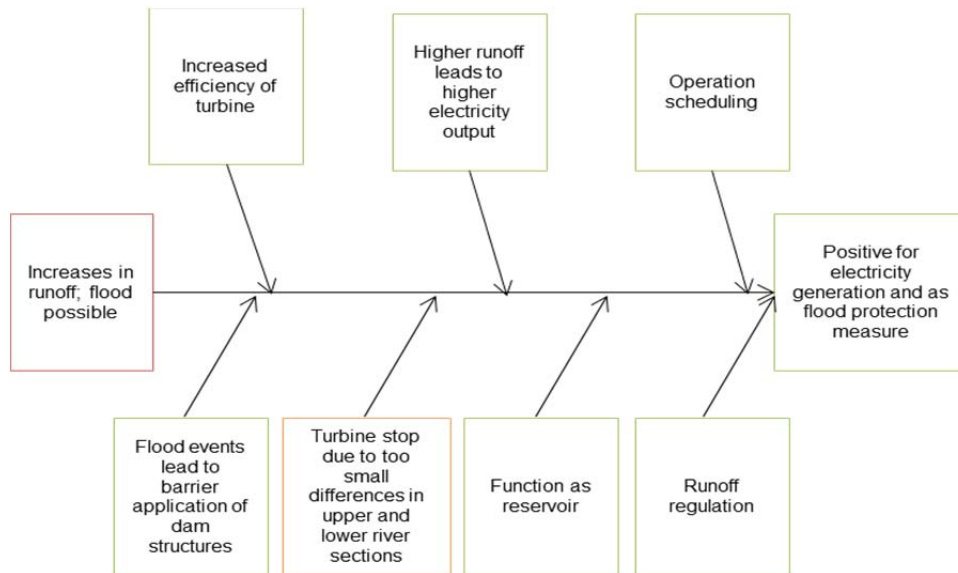 Increased
efficiency of
turbine
Higher runoff
leads to
higher
electricity
output
Operation
scheduling
Increases in
runoff; flood
possible
Positive for
electricity
generation and as
flood protection
measure
Flood events
lead to
barrier
application of
dam
structures
Turbine stop
due to too
small
differences in
upper and
lower river
sections
Function as
reservoir
Runoff
regulation